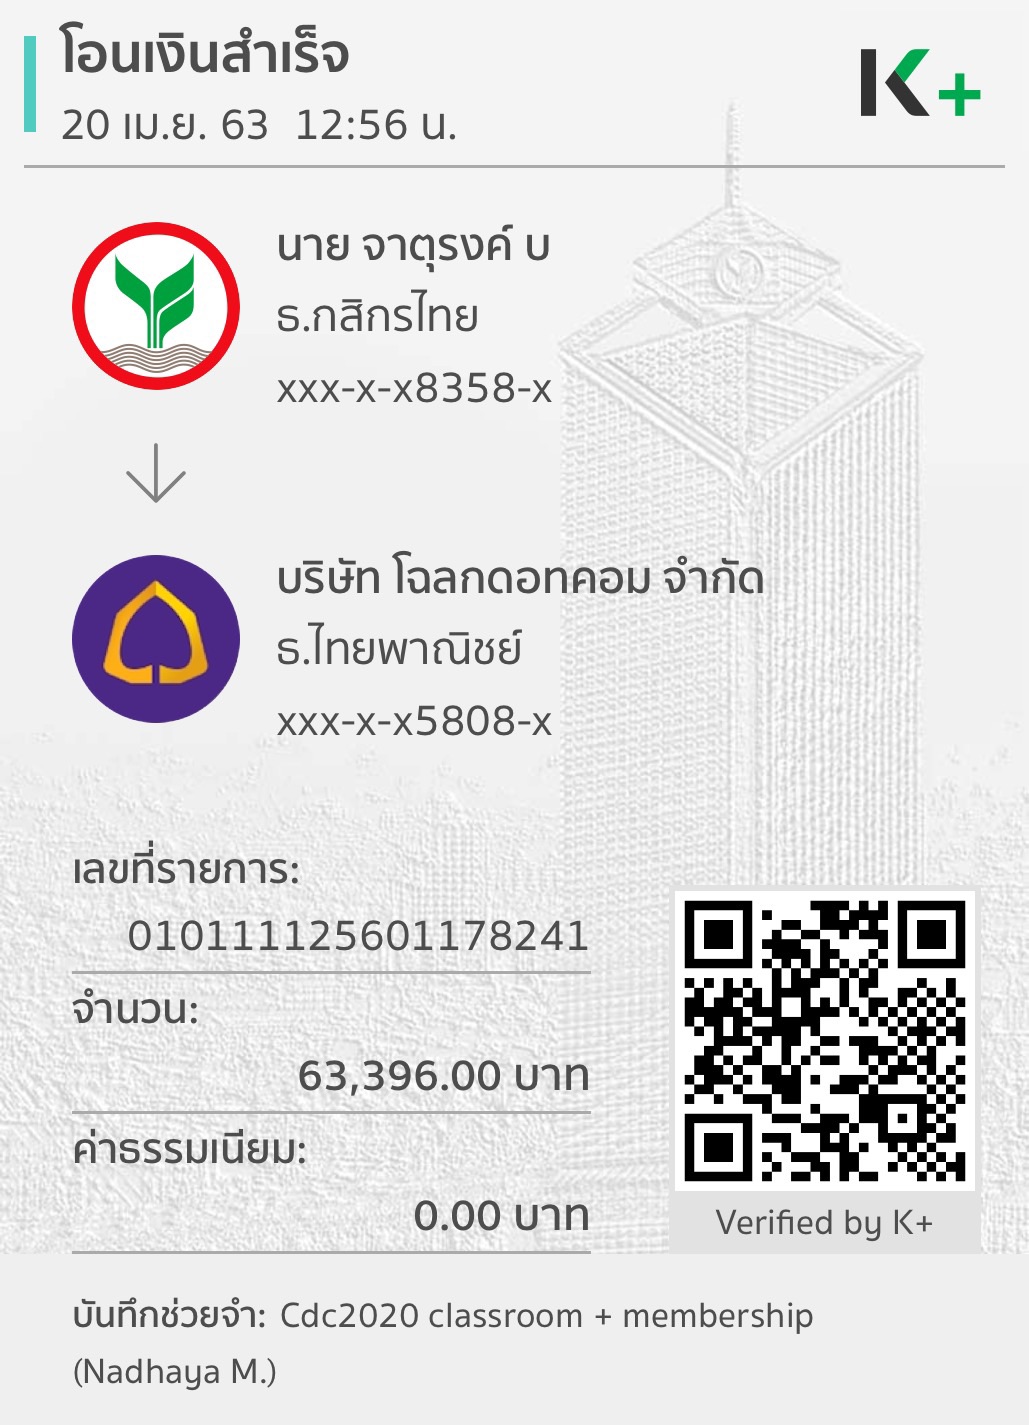 โอนเงินสำเร็จ
20 เม.ย. 63 12:56 น.
K+
นาย จาตุรงค์ บ
ธ.กสิกรไทย
xxx-x-x8358-x
บริษัท โฉลกดอทคอม จำกัด
ธ.ไทยพาณิชย์
xxx-x-x5808-x
เลขที่รายการ:
010111125601178241
จำนวน:
63,396.00 บาท
ค่าธรรมเนียม:
0.00 บาท
Verified by K+
บันทึกช่วยจำ: Cdc2020 classroom + membership
(Nadhaya M.)